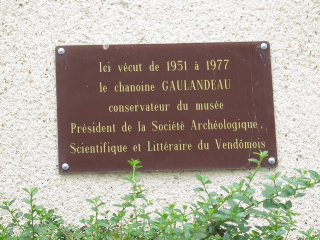 Ici vécut de 1951 à 1977
le chanoine GAULANDEAU
conservateur du musée
Président de la Société Archéologique,
Scientifique et Littéraire du Vendômois